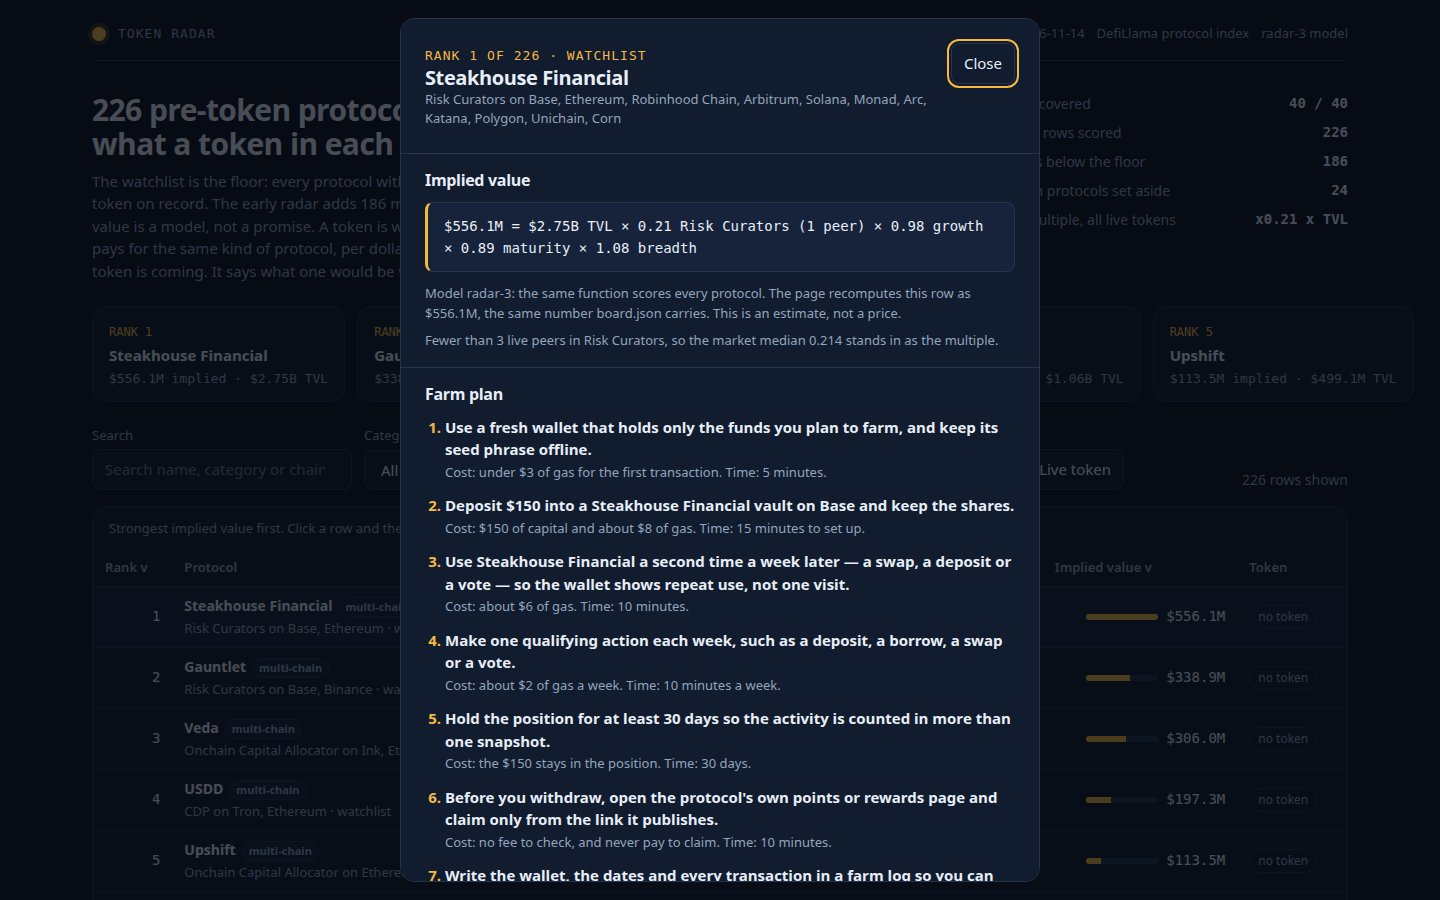 TOKEN RADAR
6-11-14 DefiLlama protocol index radar-3 model
226 pre-token protoco
what a token in each
The watchlist is the floor: every protocol with
token on record. The early radar adds 186 m
value is a model, not a promise. A token is w
pays for the same kind of protocol, per dolla
token is coming. It says what one would be
covered 40 / 40
rows scored 226
below the floor 186
protocols set aside 24
ultiple, all live tokens x0.21 x TVL
RANK 1
Steakhouse Financial
$556.1M implied · $2.75B TVL
RANK
Gau
$338
$1.06B TVL
RANK 5
Upshift
$113.5M implied · $499.1M TVL
Search
Search name, category or chain
Categ
All
Live token
226 rows shown
Strongest implied value first. Click a row and the
Rank v Protocol Implied value v Token
1 Steakhouse Financial multi-chai $556.1M no token
Risk Curators on Base, Ethereum · w
2 Gauntlet multi-chain $338.9M no token
Risk Curators on Base, Binance · wa
3 Veda multi-chain $306.0M no token
Onchain Capital Allocator on Ink, Et
4 USDD multi-chain $197.3M no token
CDP on Tron, Ethereum · watchlist
5 Upshift multi-chain $113.5M no token
Onchain Capital Allocator on Ethere
RANK 1 OF 226 · WATCHLIST
Steakhouse Financial
Close
Risk Curators on Base, Ethereum, Robinhood Chain, Arbitrum, Solana, Monad, Arc,
Katana, Polygon, Unichain, Corn
Implied value
$556.1M = $2.75B TVL × 0.21 Risk Curators (1 peer) × 0.98 growth
× 0.89 maturity × 1.08 breadth
Model radar-3: the same function scores every protocol. The page recomputes this row as
$556.1M, the same number board.json carries. This is an estimate, not a price.
Fewer than 3 live peers in Risk Curators, so the market median 0.214 stands in as the multiple.
Farm plan
1. Use a fresh wallet that holds only the funds you plan to farm, and keep its
seed phrase offline.
Cost: under $3 of gas for the first transaction. Time: 5 minutes.
2. Deposit $150 into a Steakhouse Financial vault on Base and keep the shares.
Cost: $150 of capital and about $8 of gas. Time: 15 minutes to set up.
3. Use Steakhouse Financial a second time a week later — a swap, a deposit or
a vote — so the wallet shows repeat use, not one visit.
Cost: about $6 of gas. Time: 10 minutes.
4. Make one qualifying action each week, such as a deposit, a borrow, a swap
or a vote.
Cost: about $2 of gas a week. Time: 10 minutes a week.
5. Hold the position for at least 30 days so the activity is counted in more than
one snapshot.
Cost: the $150 stays in the position. Time: 30 days.
6. Before you withdraw, open the protocol's own points or rewards page and
claim only from the link it publishes.
Cost: no fee to check, and never pay to claim. Time: 10 minutes.
7. Write the wallet, the dates and every transaction in a farm log so you can